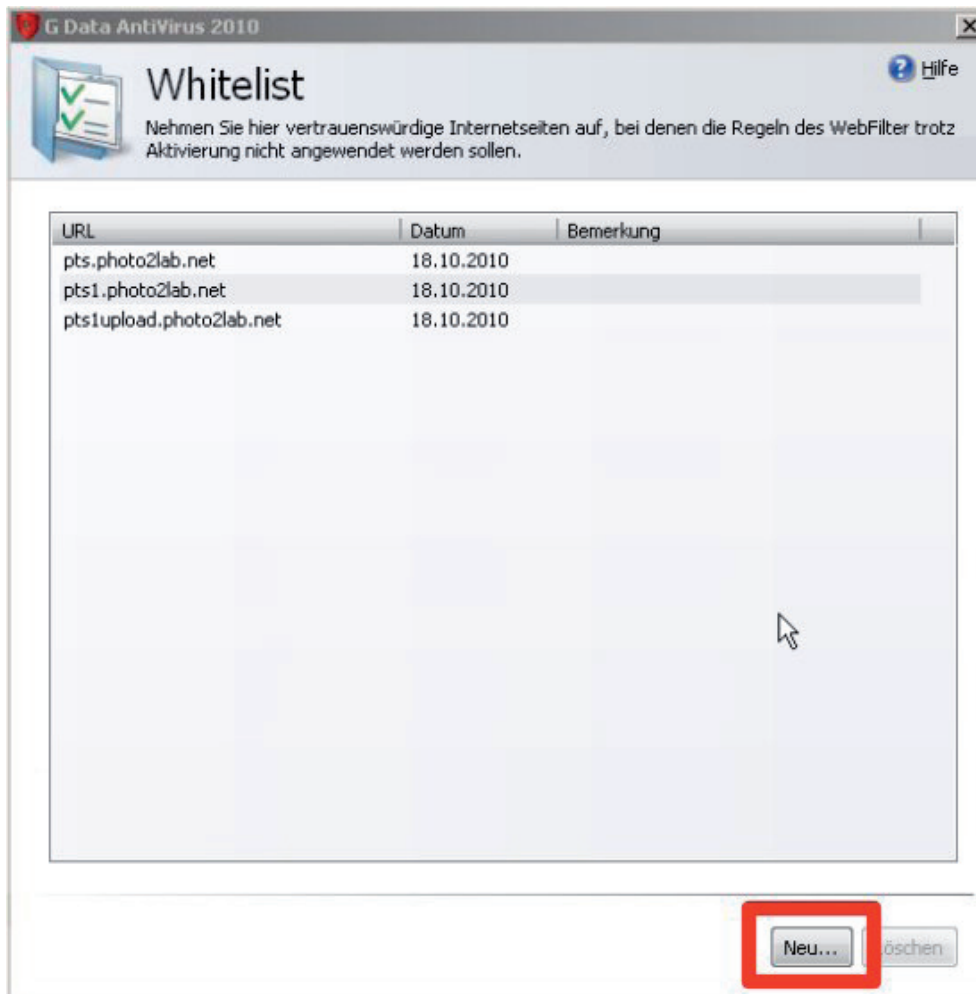 G Data AntiVirus 2010
Whitelist
Hilfe
Nehmen Sie hier vertrauenswürdige Internetseiten auf, bei denen die Regeln des WebFilter trotz
Aktivierung nicht angewendet werden sollen.
URL Datum Bemerkung
pts.photo2lab.net 18.10.2010
pts1.photo2lab.net 18.10.2010
pts1upload.photo2lab.net 18.10.2010
Neu... öschen